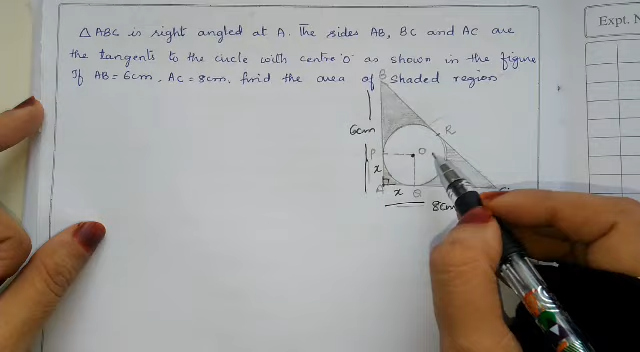 △ ABC is right angled at A. The sides AB, BC and AC are
the tangents to the circle with centre 'O' as shown in the figure
If AB = 6cm, AC = 8cm, find the area of shaded region
B
6cm
R
P
O
x
A
x
Q
8cm
Expt. N